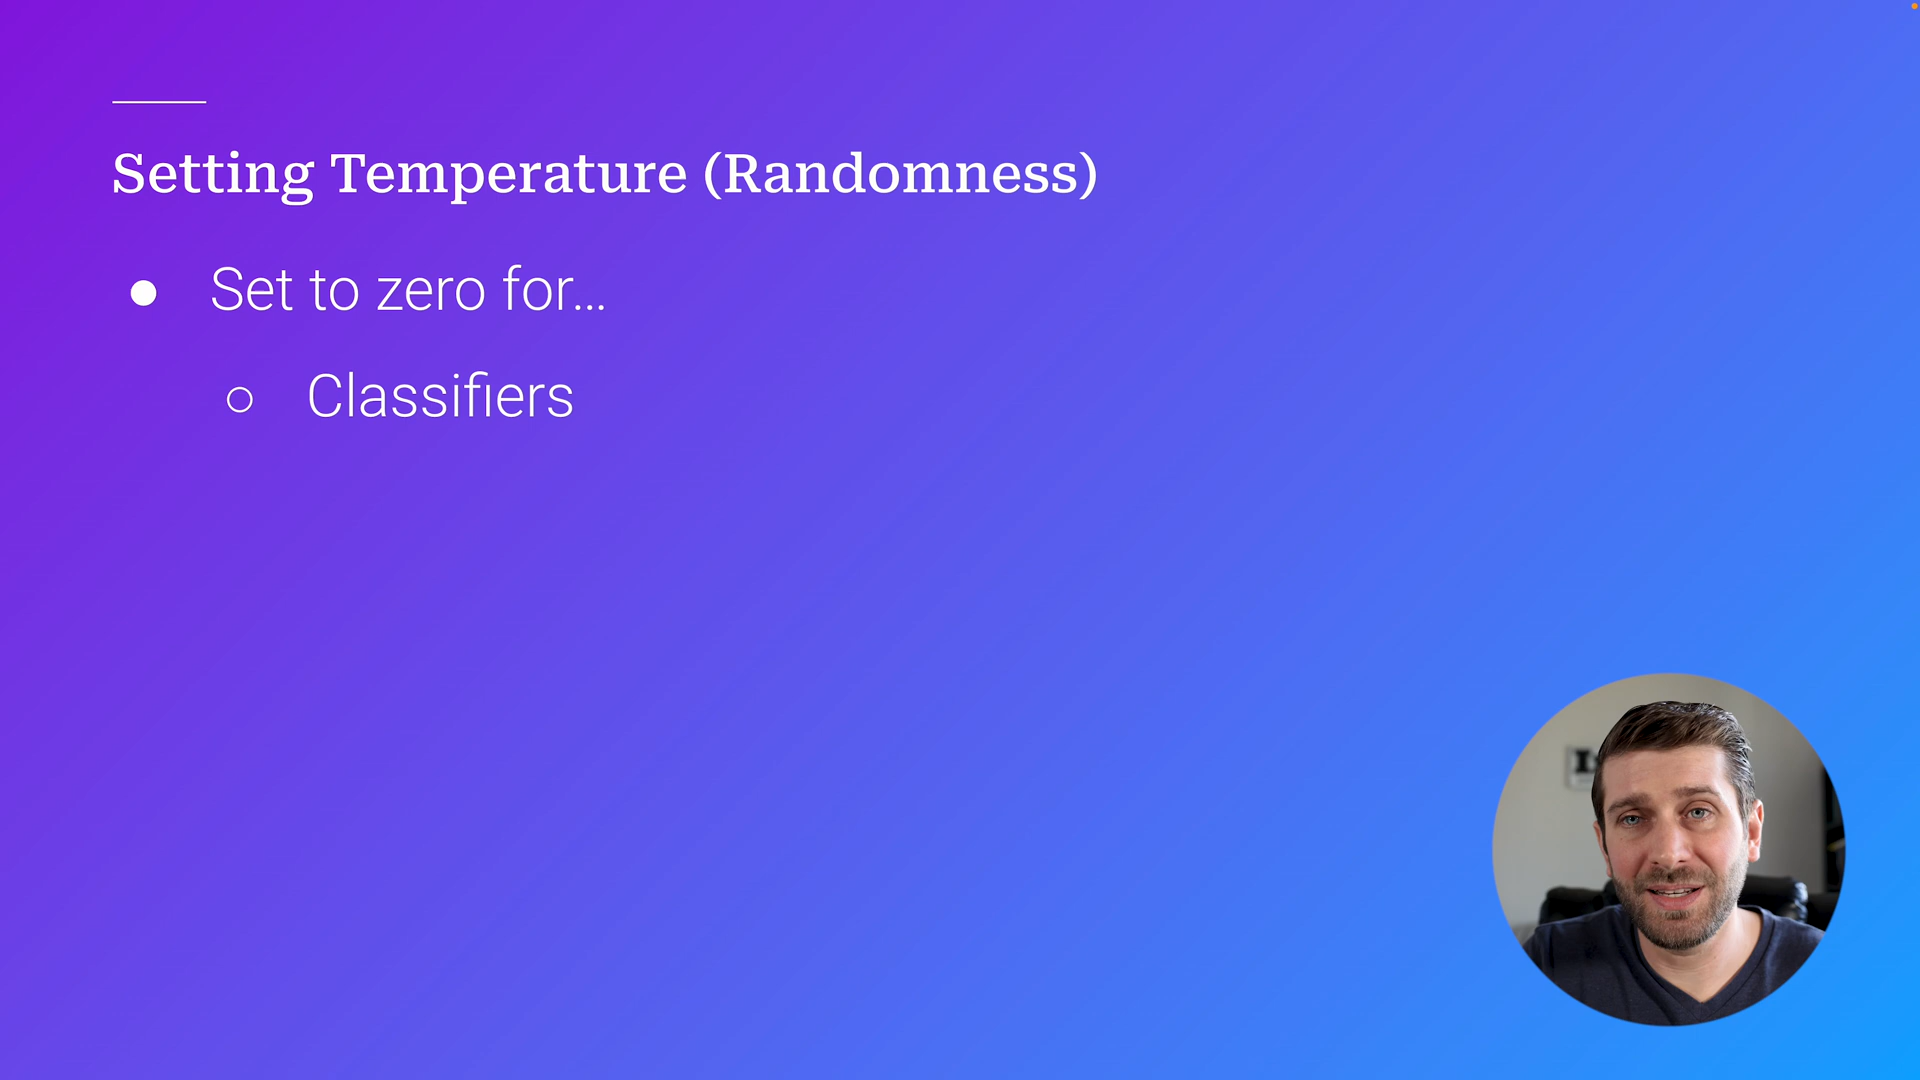 Setting Temperature (Randomness)
● Set to zero for...
○ Classifiers